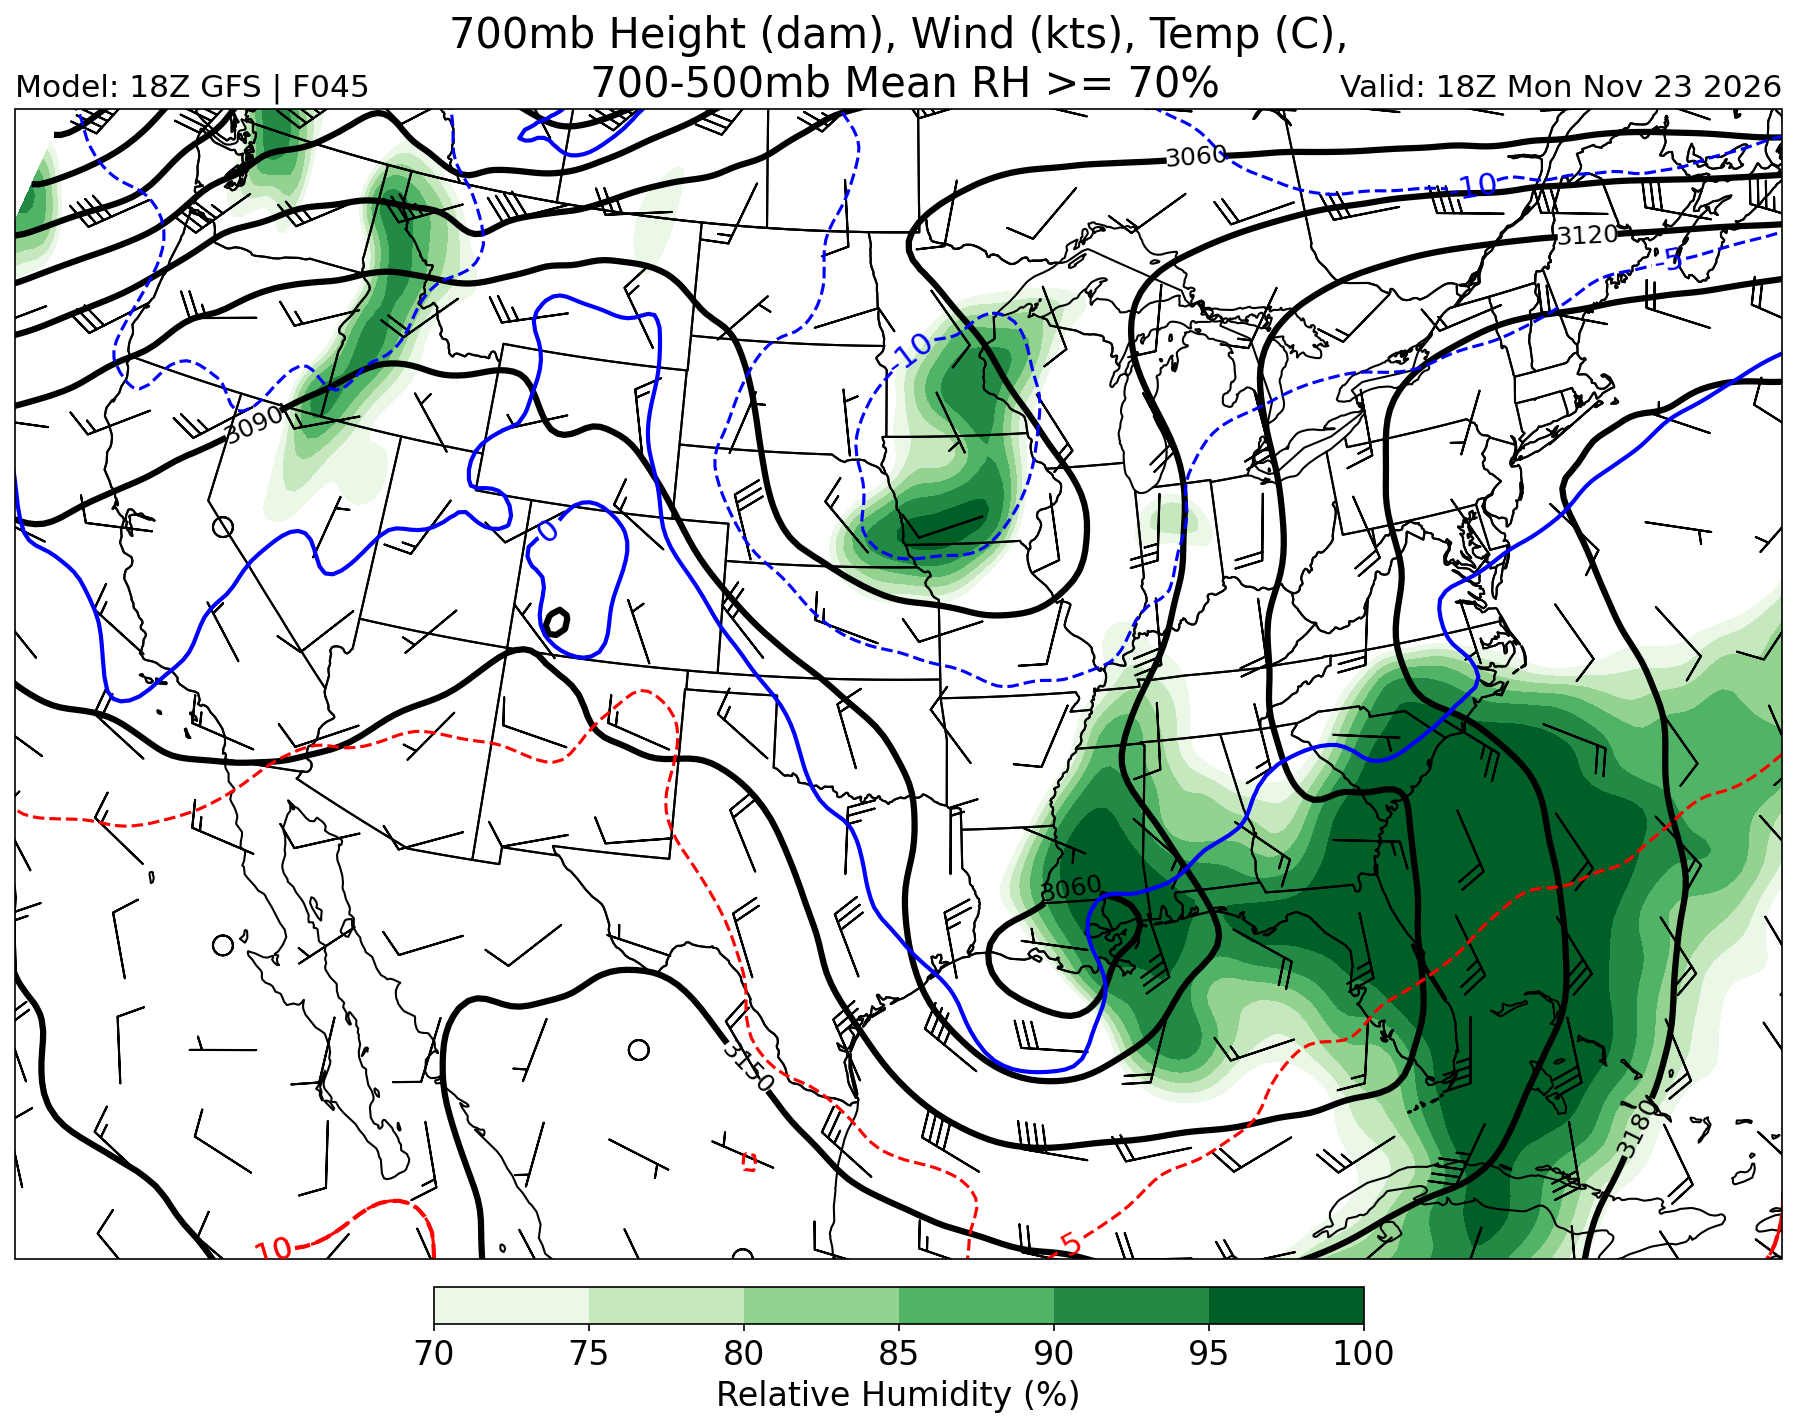 700mb Height (dam), Wind (kts), Temp (C),
700-500mb Mean RH >= 70%
Model: 18Z GFS | F045
Valid: 18Z Mon Nov 23 2026
3060
-10
3120
-5
-10
3090
0
3060
3150
3180
10
5
70 75 80 85 90 95 100
Relative Humidity (%)